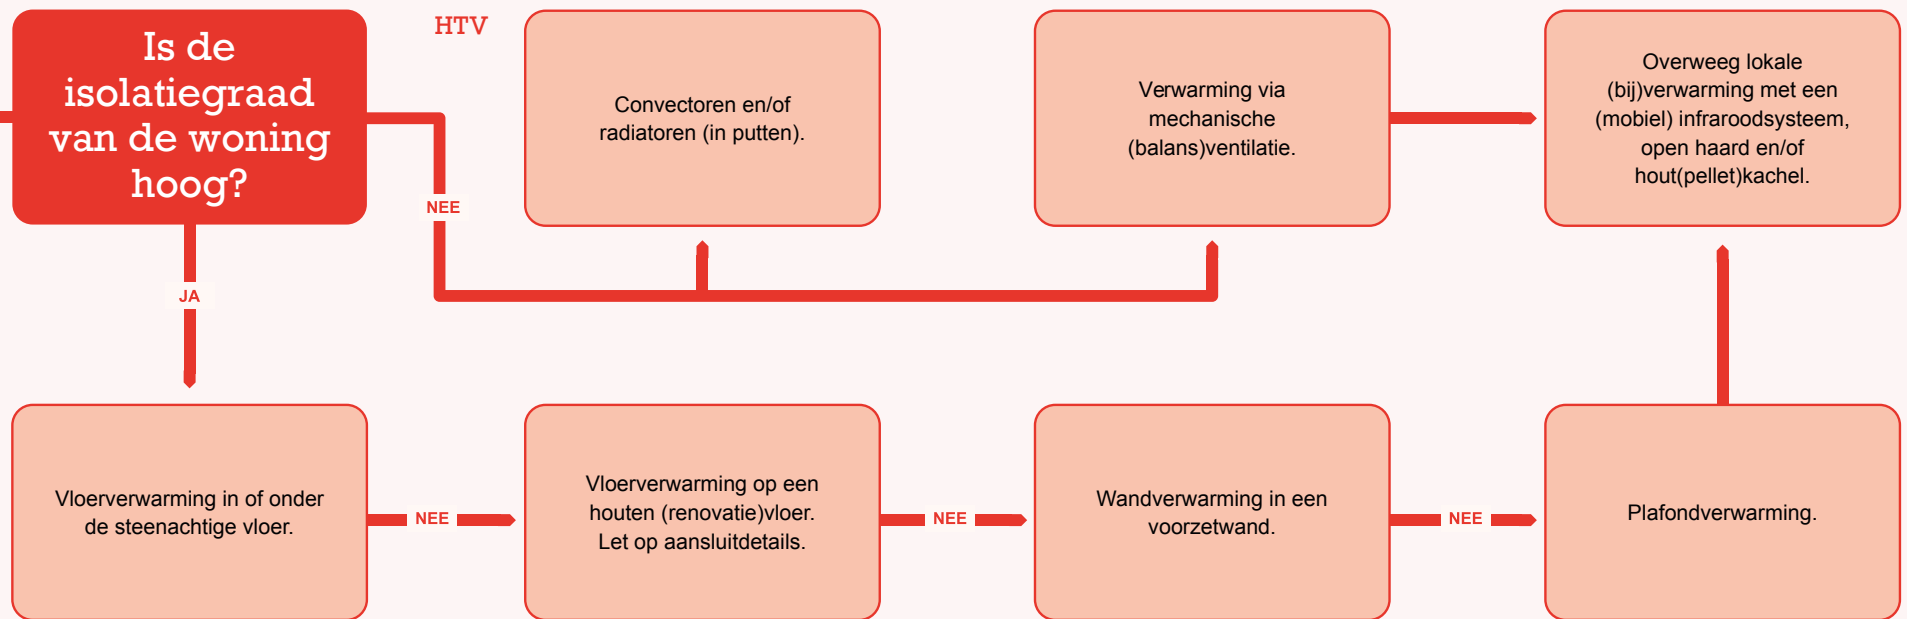 Is de
isolatiegraad
van de woning
hoog?
HTV
Convectoren en/of
radiatoren (in putten).
Verwarming via
mechanische
(balans)ventilatie.
Overweeg lokale
(bij)verwarming met een
(mobiel) infraroodsysteem,
open haard en/of
hout(pellet)kachel.
NEE
JA
Vloerverwarming in of onder
de steenachtige vloer.
NEE
Vloerverwarming op een
houten (renovatie)vloer.
Let op aansluitdetails.
NEE
Wandverwarming in een
voorzetwand.
NEE
Plafondverwarming.